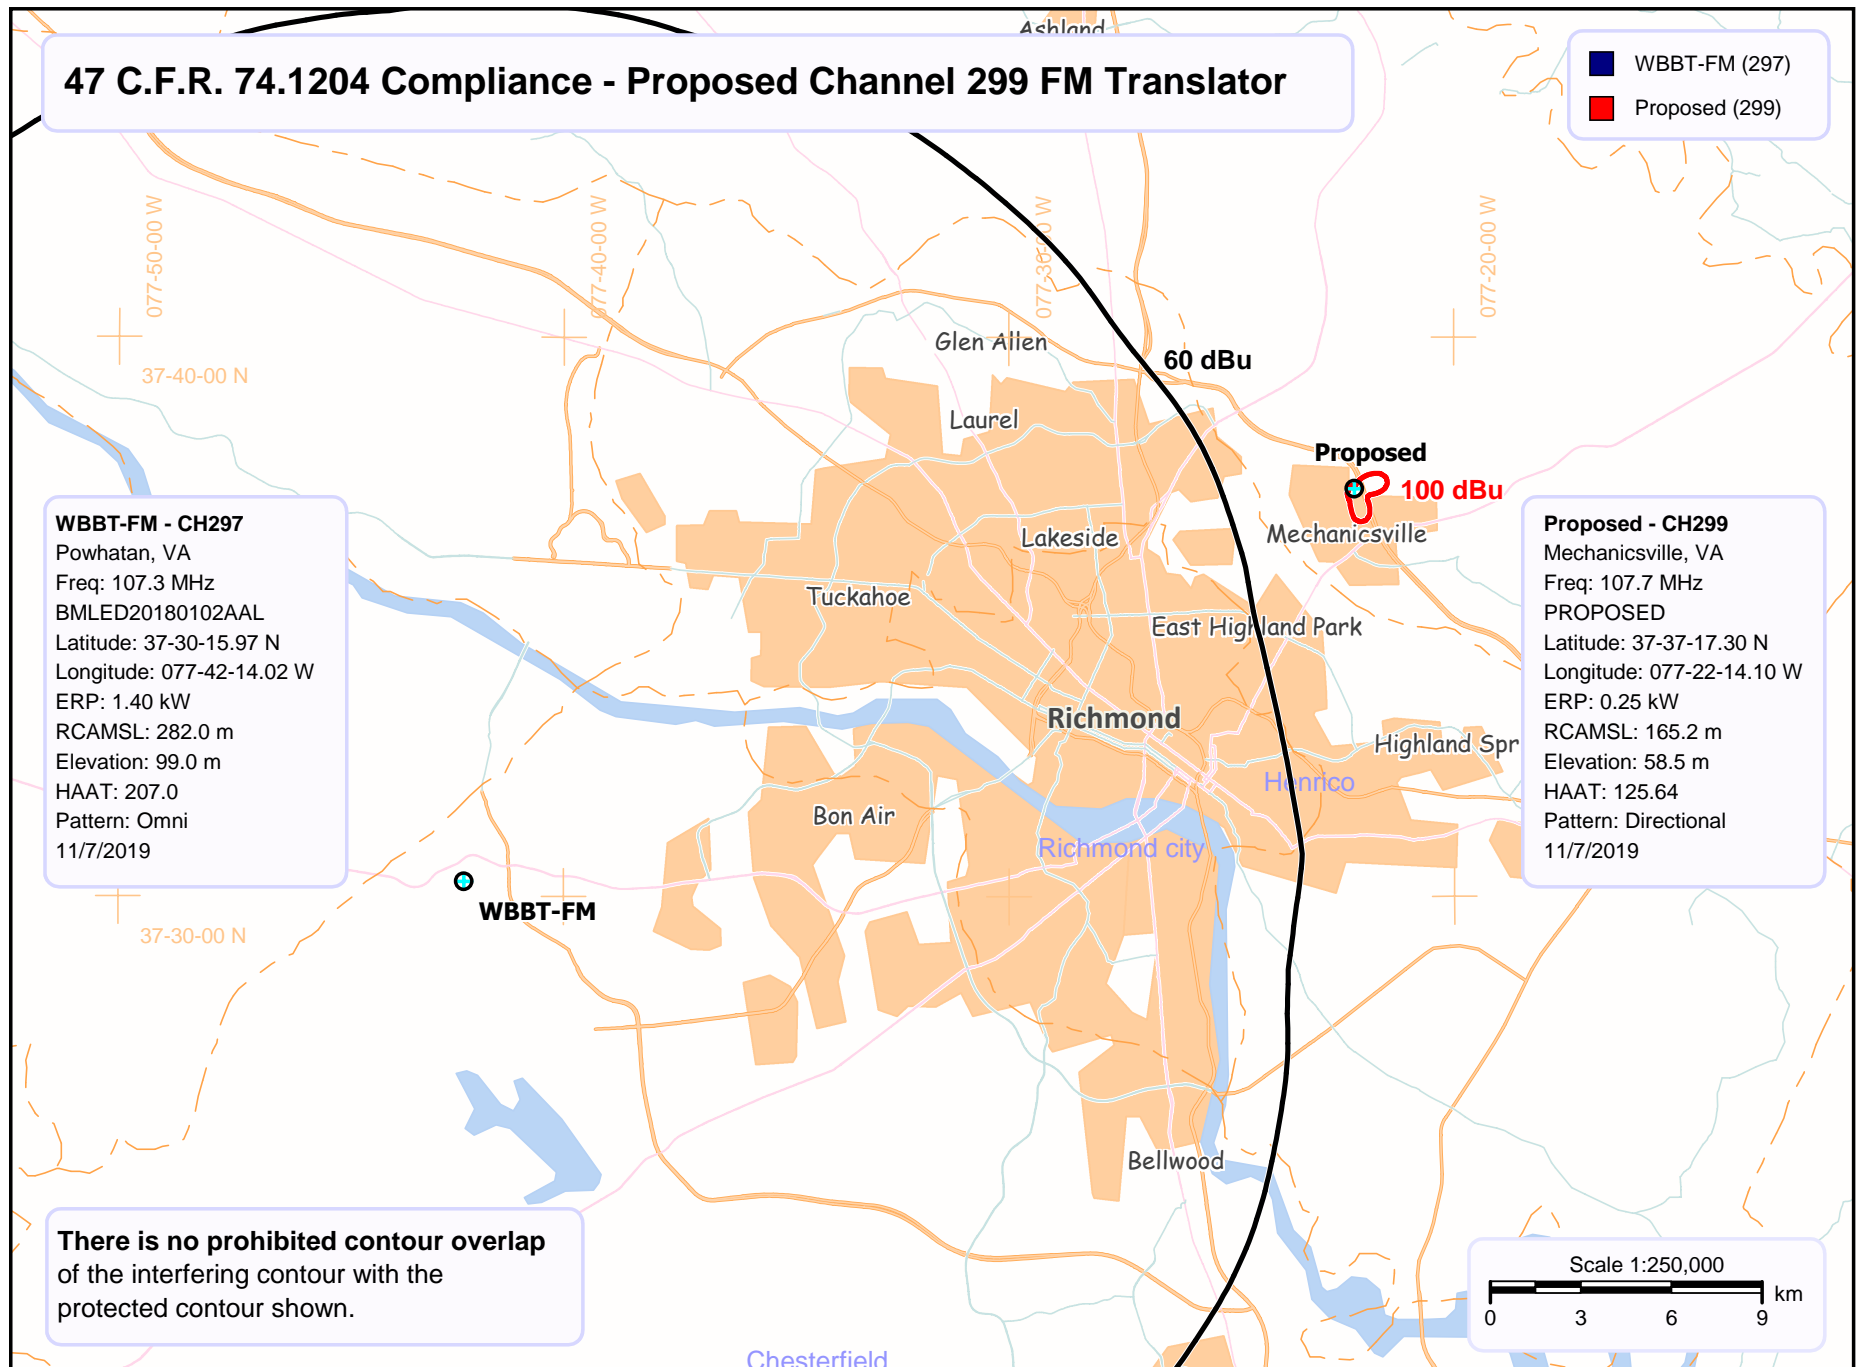 Ashland
47 C.F.R. 74.1204 Compliance - Proposed Channel 299 FM Translator
WBBT-FM (297)
Proposed (299)
077-50-00 W
077-40-00 W
077-30-00 W
077-20-00 W
Glen Allen
60 dBu
37-40-00 N
Laurel
Proposed
100 dBu
Mechanicsville
Lakeside
Tuckahoe
East Highland Park
Richmond
Highland Spr
Henrico
Bon Air
Richmond city
WBBT-FM - CH297
Powhatan, VA
Freq: 107.3 MHz
BMLED20180102AAL
Latitude: 37-30-15.97 N
Longitude: 077-42-14.02 W
ERP: 1.40 kW
RCAMSL: 282.0 m
Elevation: 99.0 m
HAAT: 207.0
Pattern: Omni
11/7/2019
Proposed - CH299
Mechanicsville, VA
Freq: 107.7 MHz
PROPOSED
Latitude: 37-37-17.30 N
Longitude: 077-22-14.10 W
ERP: 0.25 kW
RCAMSL: 165.2 m
Elevation: 58.5 m
HAAT: 125.64
Pattern: Directional
11/7/2019
WBBT-FM
37-30-00 N
Bellwood
There is no prohibited contour overlap
of the interfering contour with the
protected contour shown.
Scale 1:250,000
km
0 3 6 9
Chesterfield